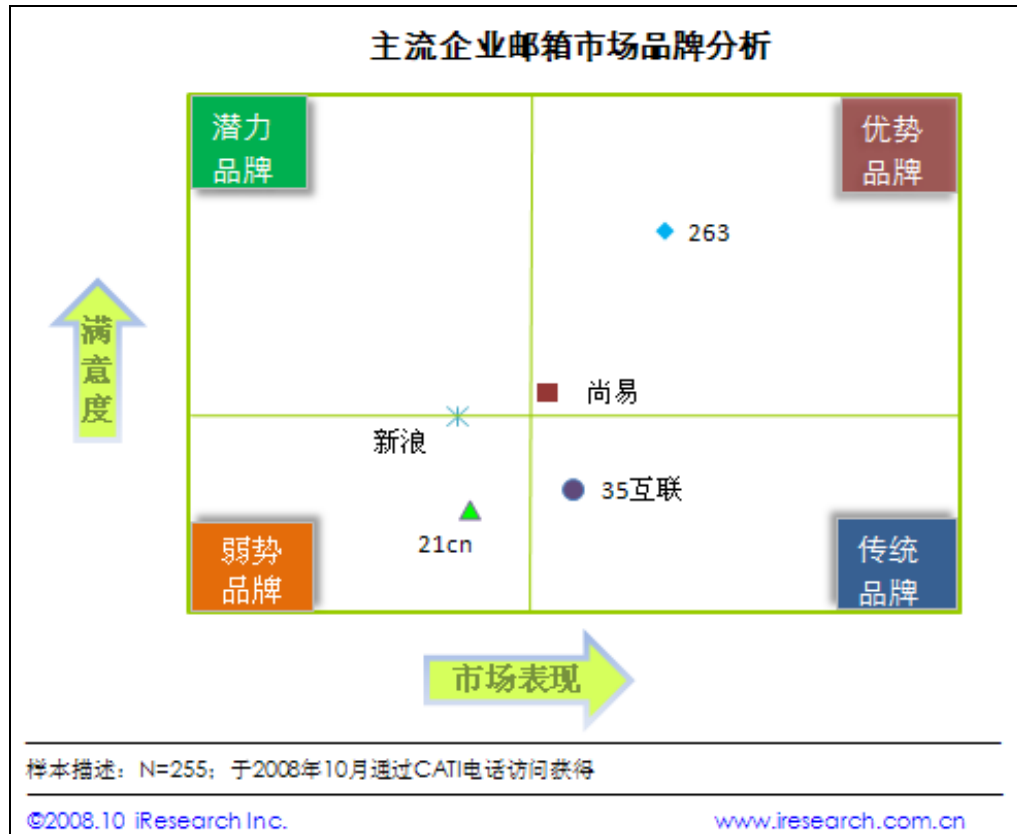 主流企业邮箱市场品牌分析
潜力
品牌
优势
品牌
263
满
意
度
尚易
新浪
35互联
21cn
弱势
品牌
传统
品牌
市场表现
样本描述：N=255；于2008年10月通过CATI电话访问获得
©2008.10 iResearch Inc.
www.iresearch.com.cn